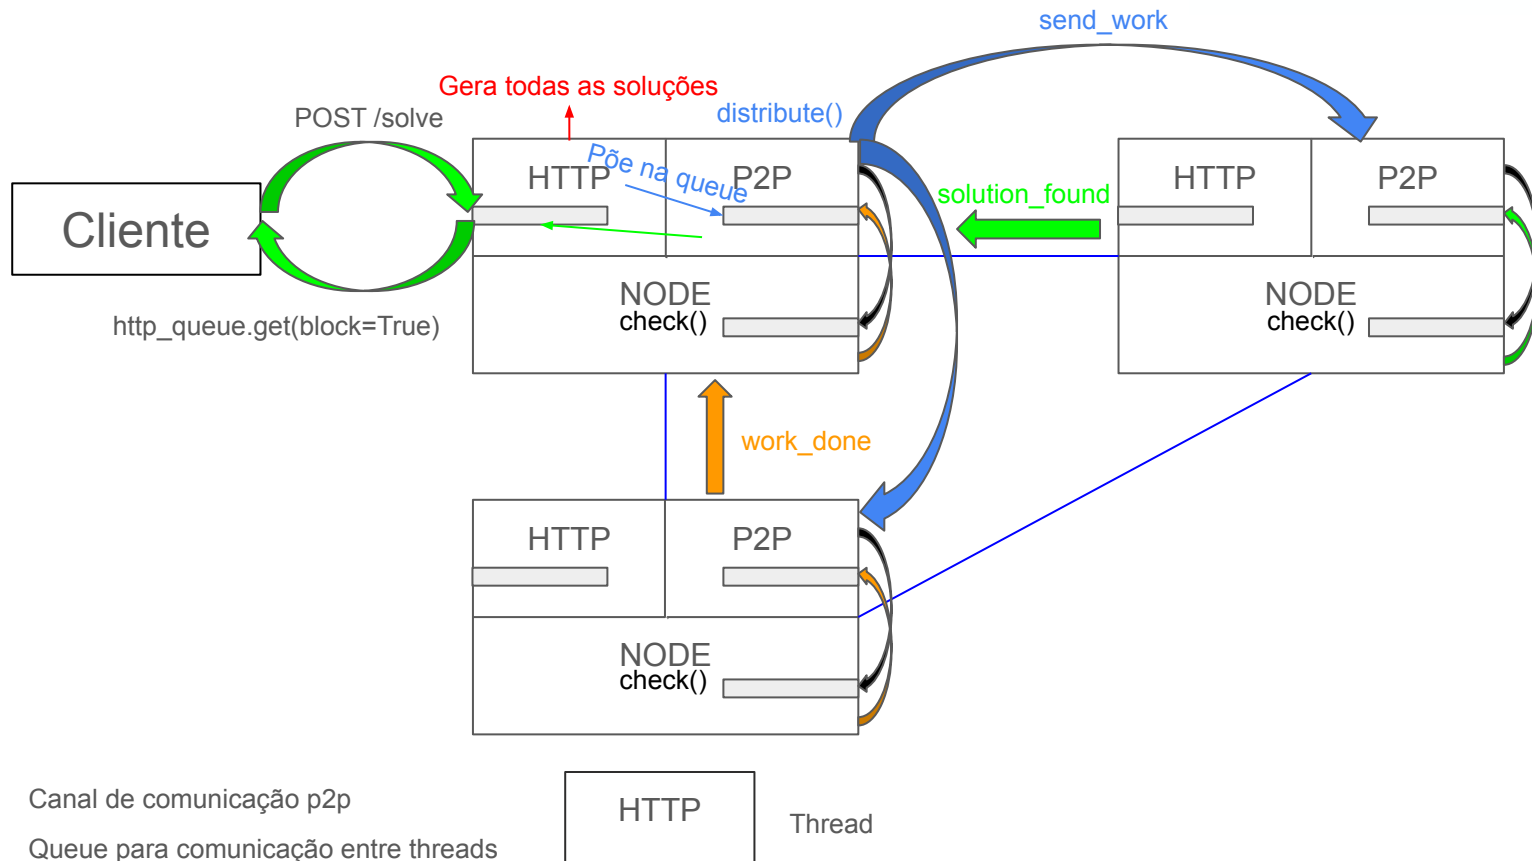 send_work
Gera todas as soluções
distribute()
POST /solve
HTTP
Põe na queue
P2P
HTTP
P2P
solution_found
Cliente
NODE
check()
NODE
check()
http_queue.get(block=True)
work_done
HTTP
P2P
NODE
check()
Canal de comunicação p2p
HTTP
Thread
Queue para comunicação entre threads